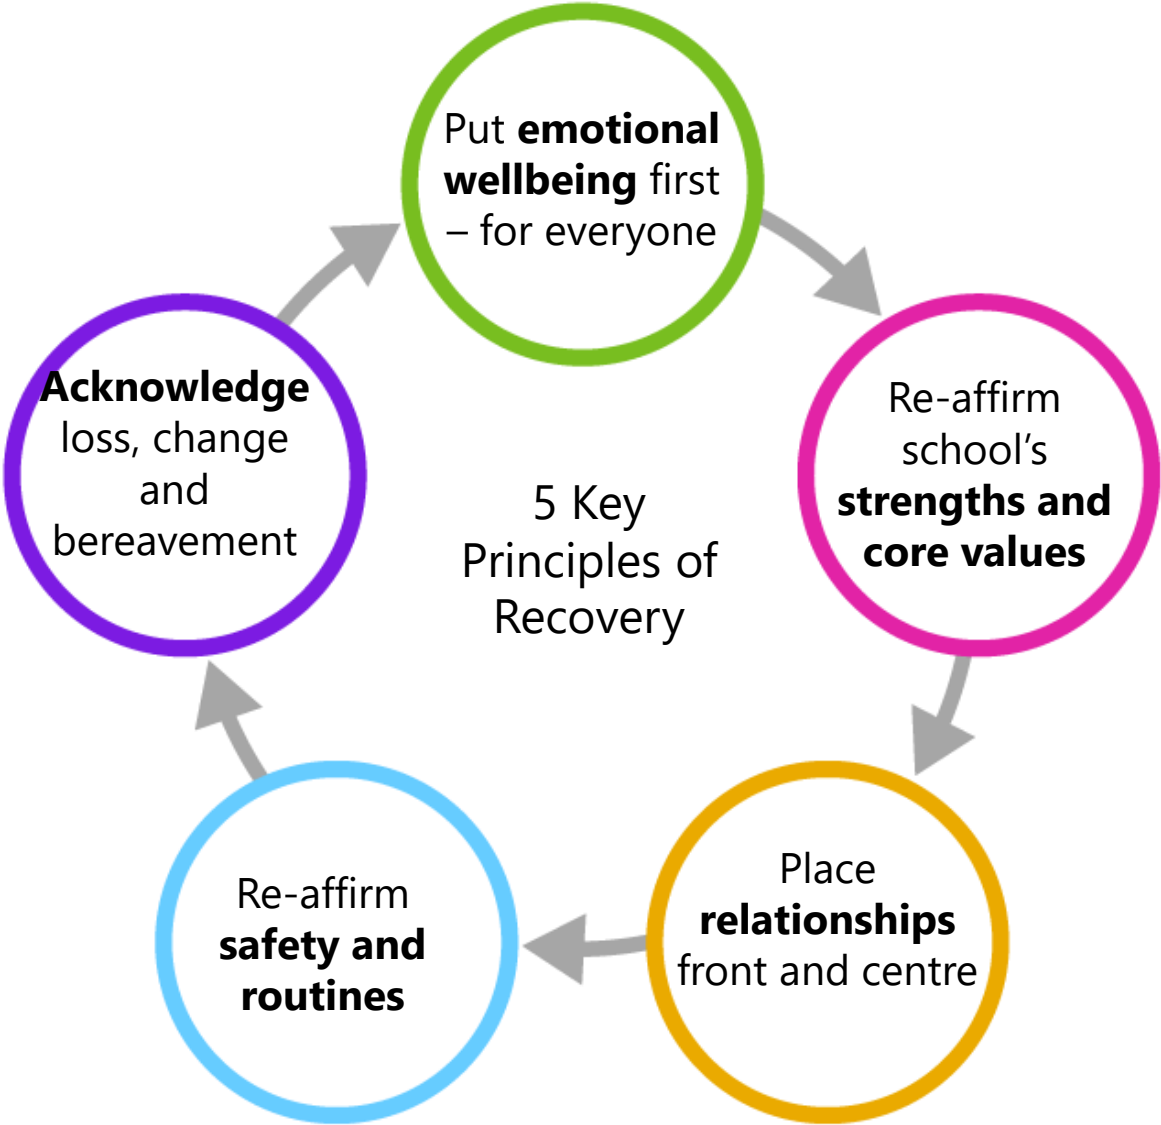 Put emotional
wellbeing first
– for everyone
Re-affirm
school’s
strengths and
core values
Place
relationships
front and centre
Re-affirm
safety and
routines
Acknowledge
loss, change
and
bereavement
5 Key
Principles of
Recovery